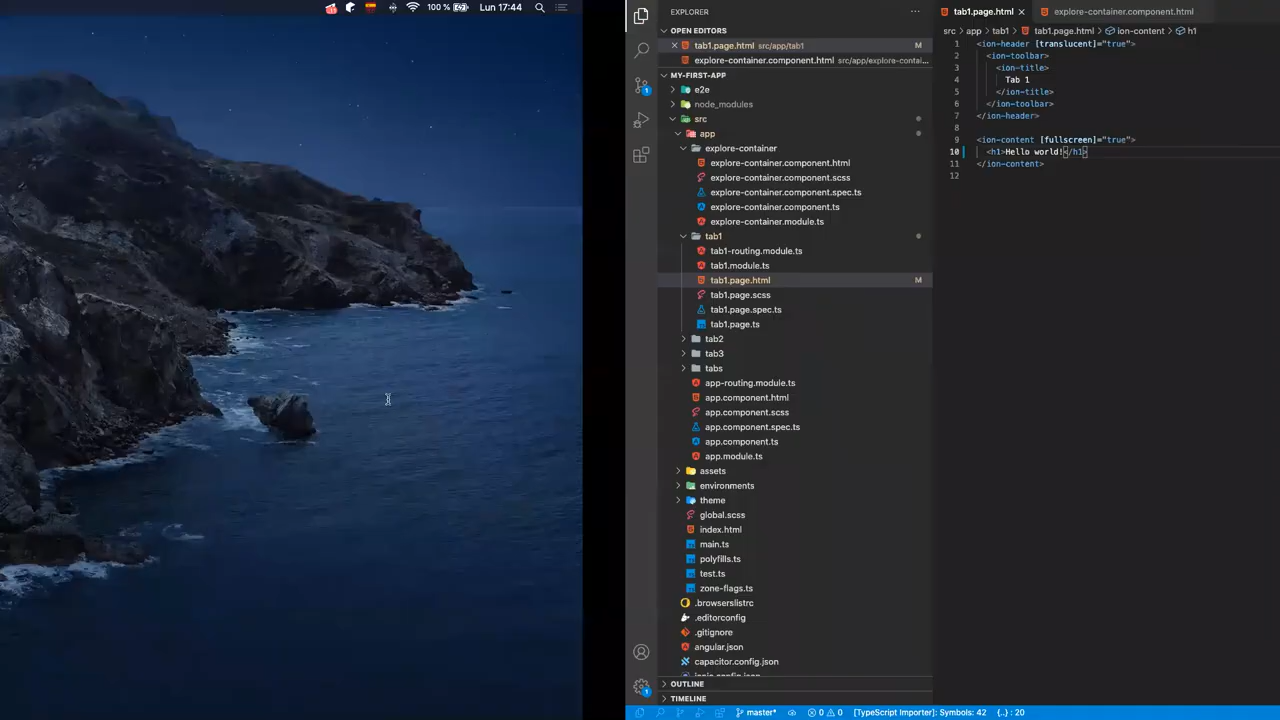 100 %
Lun 17:44
EXPLORER
OPEN EDITORS
tab1.page.html src/app/tab1 M
explore-container.component.html src/app/explore-contai...
MY-FIRST-APP
e2e
node_modules
src
app
explore-container
explore-container.component.html
explore-container.component.scss
explore-container.component.spec.ts
explore-container.component.ts
explore-container.module.ts
tab1
tab1-routing.module.ts
tab1.module.ts
tab1.page.html M
tab1.page.scss
tab1.page.spec.ts
tab1.page.ts
tab2
tab3
tabs
app-routing.module.ts
app.component.html
app.component.scss
app.component.spec.ts
app.component.ts
app.module.ts
assets
environments
theme
global.scss
index.html
main.ts
polyfills.ts
test.ts
zone-flags.ts
.browserslistrc
.editorconfig
.gitignore
angular.json
capacitor.config.json
OUTLINE
TIMELINE
1
1
tab1.page.html
explore-container.component.html
src > app > tab1 > tab1.page.html > ion-content > h1
1 <ion-header [translucent]="true">
2 <ion-toolbar>
3 <ion-title>
4 Tab 1
5 </ion-title>
6 </ion-toolbar>
7 </ion-header>
8
9 <ion-content [fullscreen]="true">
10 <h1>Hello world!</h1>
11 </ion-content>
12
master* 0 0 [TypeScript Importer]: Symbols: 42 {..} : 20